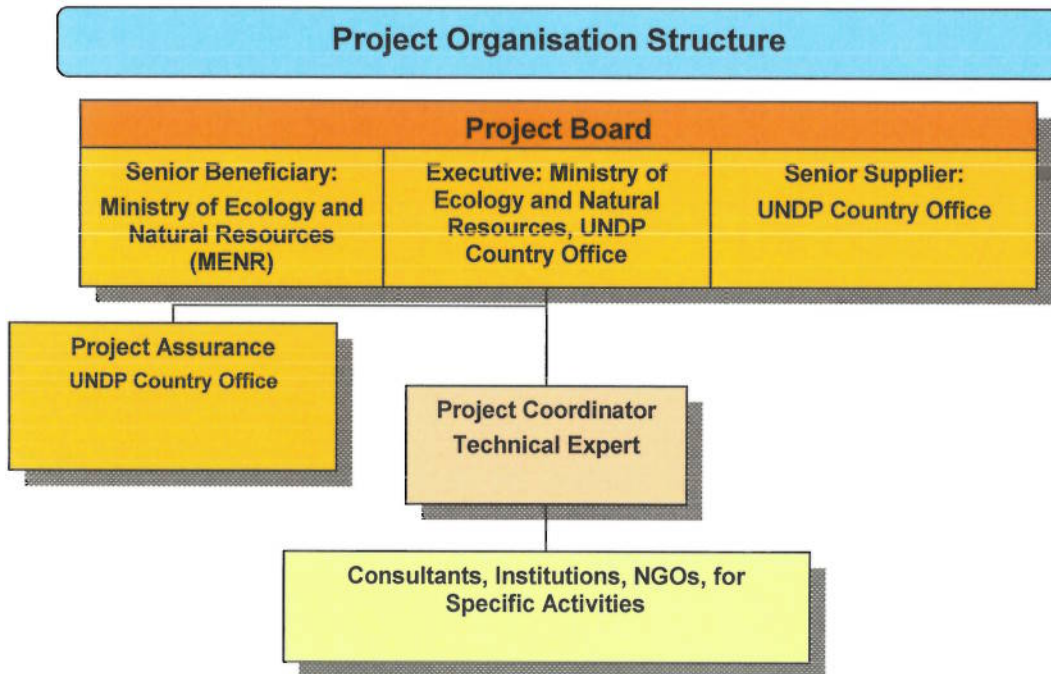 Project Organisation Structure
Project Board
Senior Beneficiary:
Ministry of Ecology and
Natural Resources
(MENR)
Executive: Ministry of
Ecology and Natural
Resources, UNDP
Country Office
Senior Supplier:
UNDP Country Office
Project Assurance
UNDP Country Office
Project Coordinator
Technical Expert
Consultants, Institutions, NGOs, for
Specific Activities